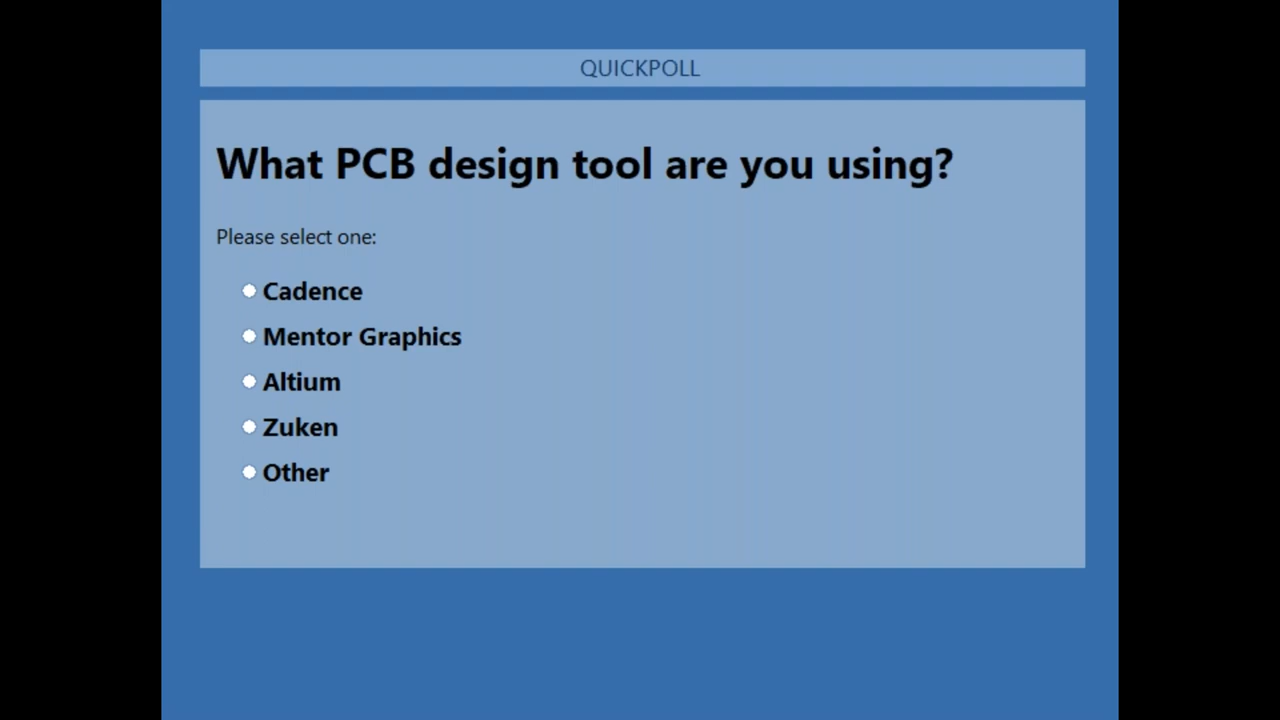 QUICKPOLL
What PCB design tool are you using?
Please select one:
Cadence
Mentor Graphics
Altium
Zuken
Other